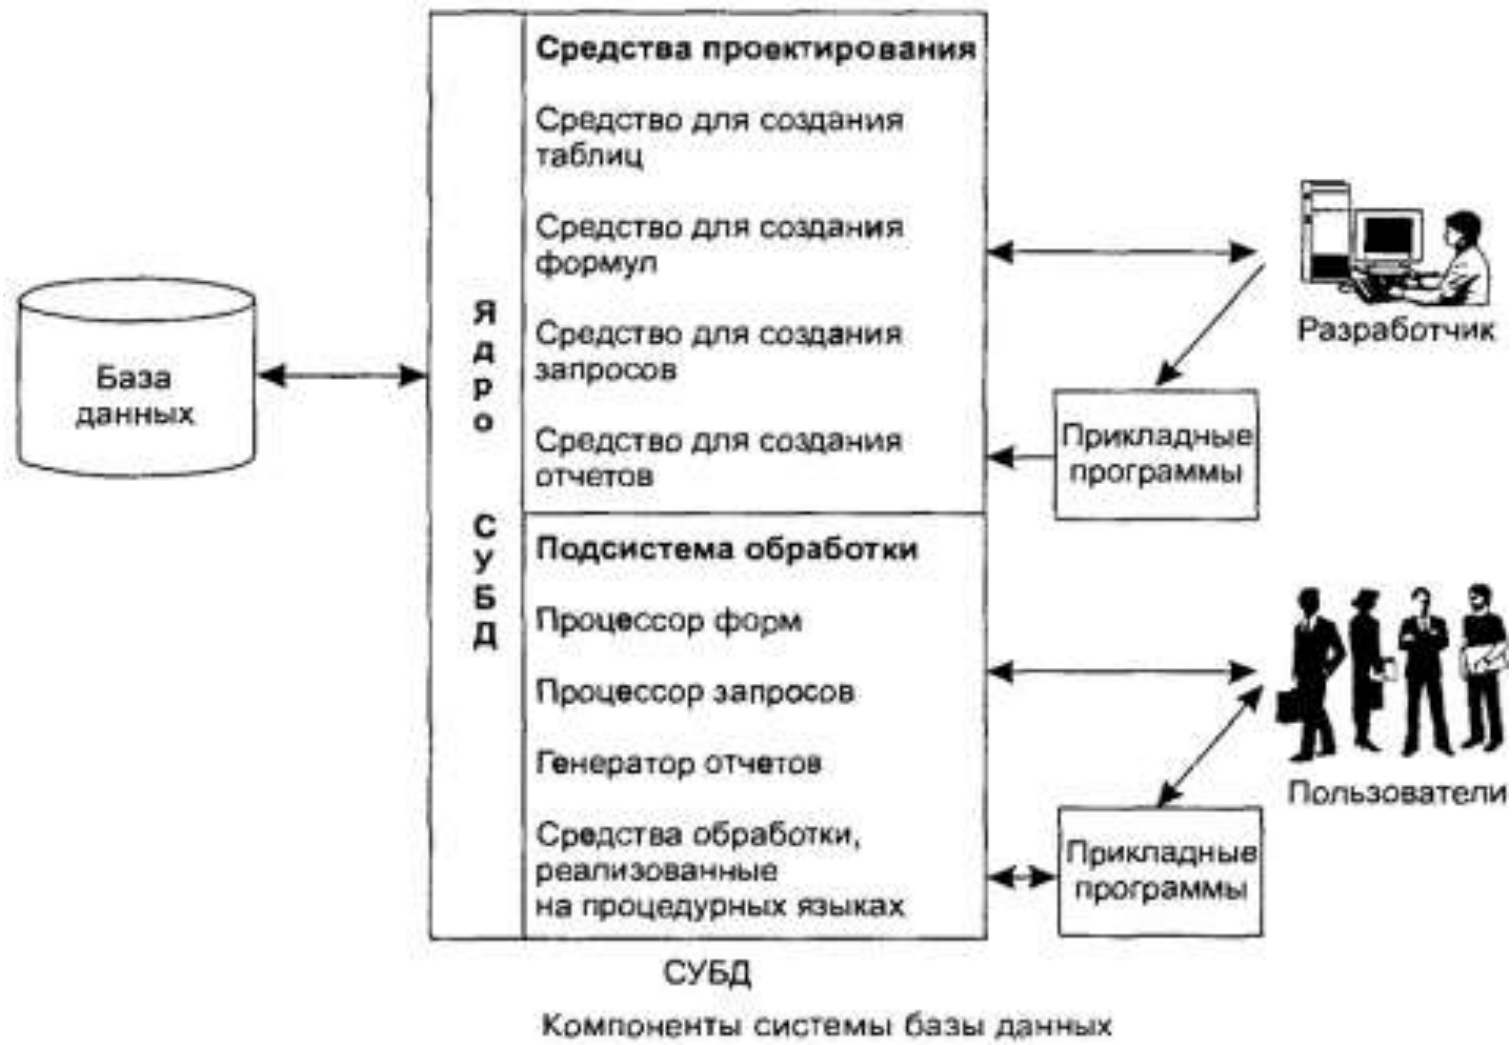 База
данных
Ядро
СУБД
Средства проектирования
Средство для создания
таблиц
Средство для создания
формул
Средство для создания
запросов
Средство для создания
отчетов
Подсистема обработки
Процессор форм
Процессор запросов
Генератор отчетов
Средства обработки,
реализованные
на процедурных языках
Разработчик
Прикладные
программы
Пользователи
Прикладные
программы
СУБД
Компоненты системы базы данных